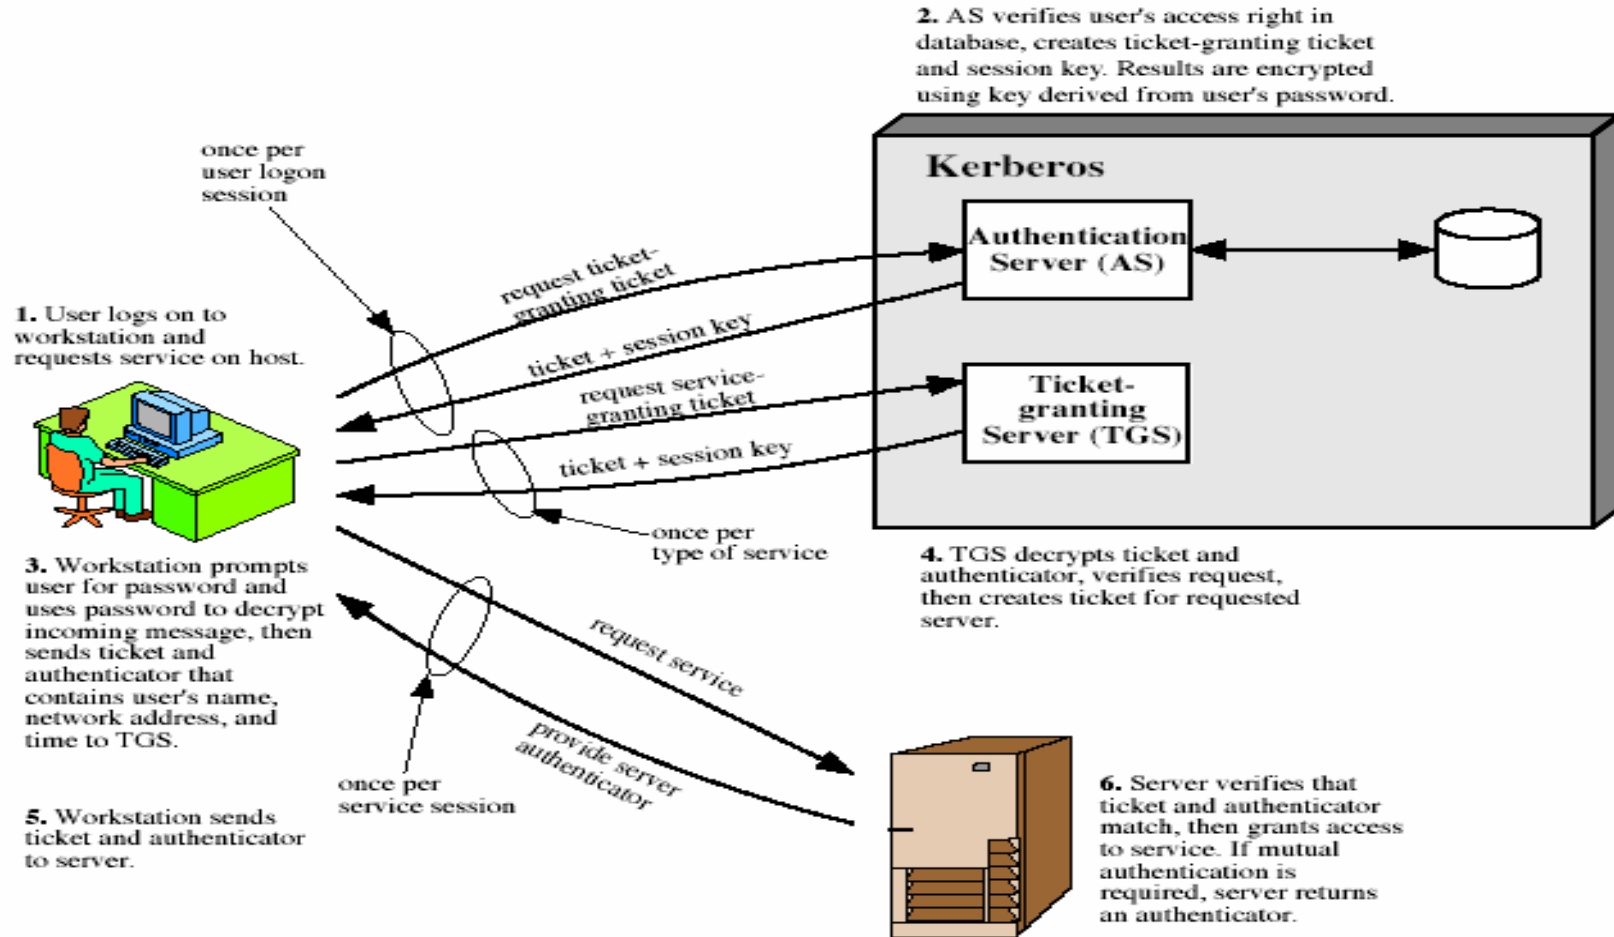 2. AS verifies user's access right in
database, creates ticket-granting ticket
and session key. Results are encrypted
using key derived from user's password.
once per
user logon
session
Kerberos
Authentication
Server (AS)
request ticket-
granting ticket
1. User logs on to
workstation and
requests service on host.
ticket + session key
request service-
granting ticket
Ticket-
granting
Server (TGS)
ticket + session key
once per
type of service
3. Workstation prompts
user for password and
uses password to decrypt
incoming message, then
sends ticket and
authenticator that
contains user's name,
network address, and
time to TGS.
4. TGS decrypts ticket and
authenticator, verifies request,
then creates ticket for requested
server.
request service
provide server
authenticator
once per
service session
5. Workstation sends
ticket and authenticator
to server.
6. Server verifies that
ticket and authenticator
match, then grants access
to service. If mutual
authentication is
required, server returns
an authenticator.